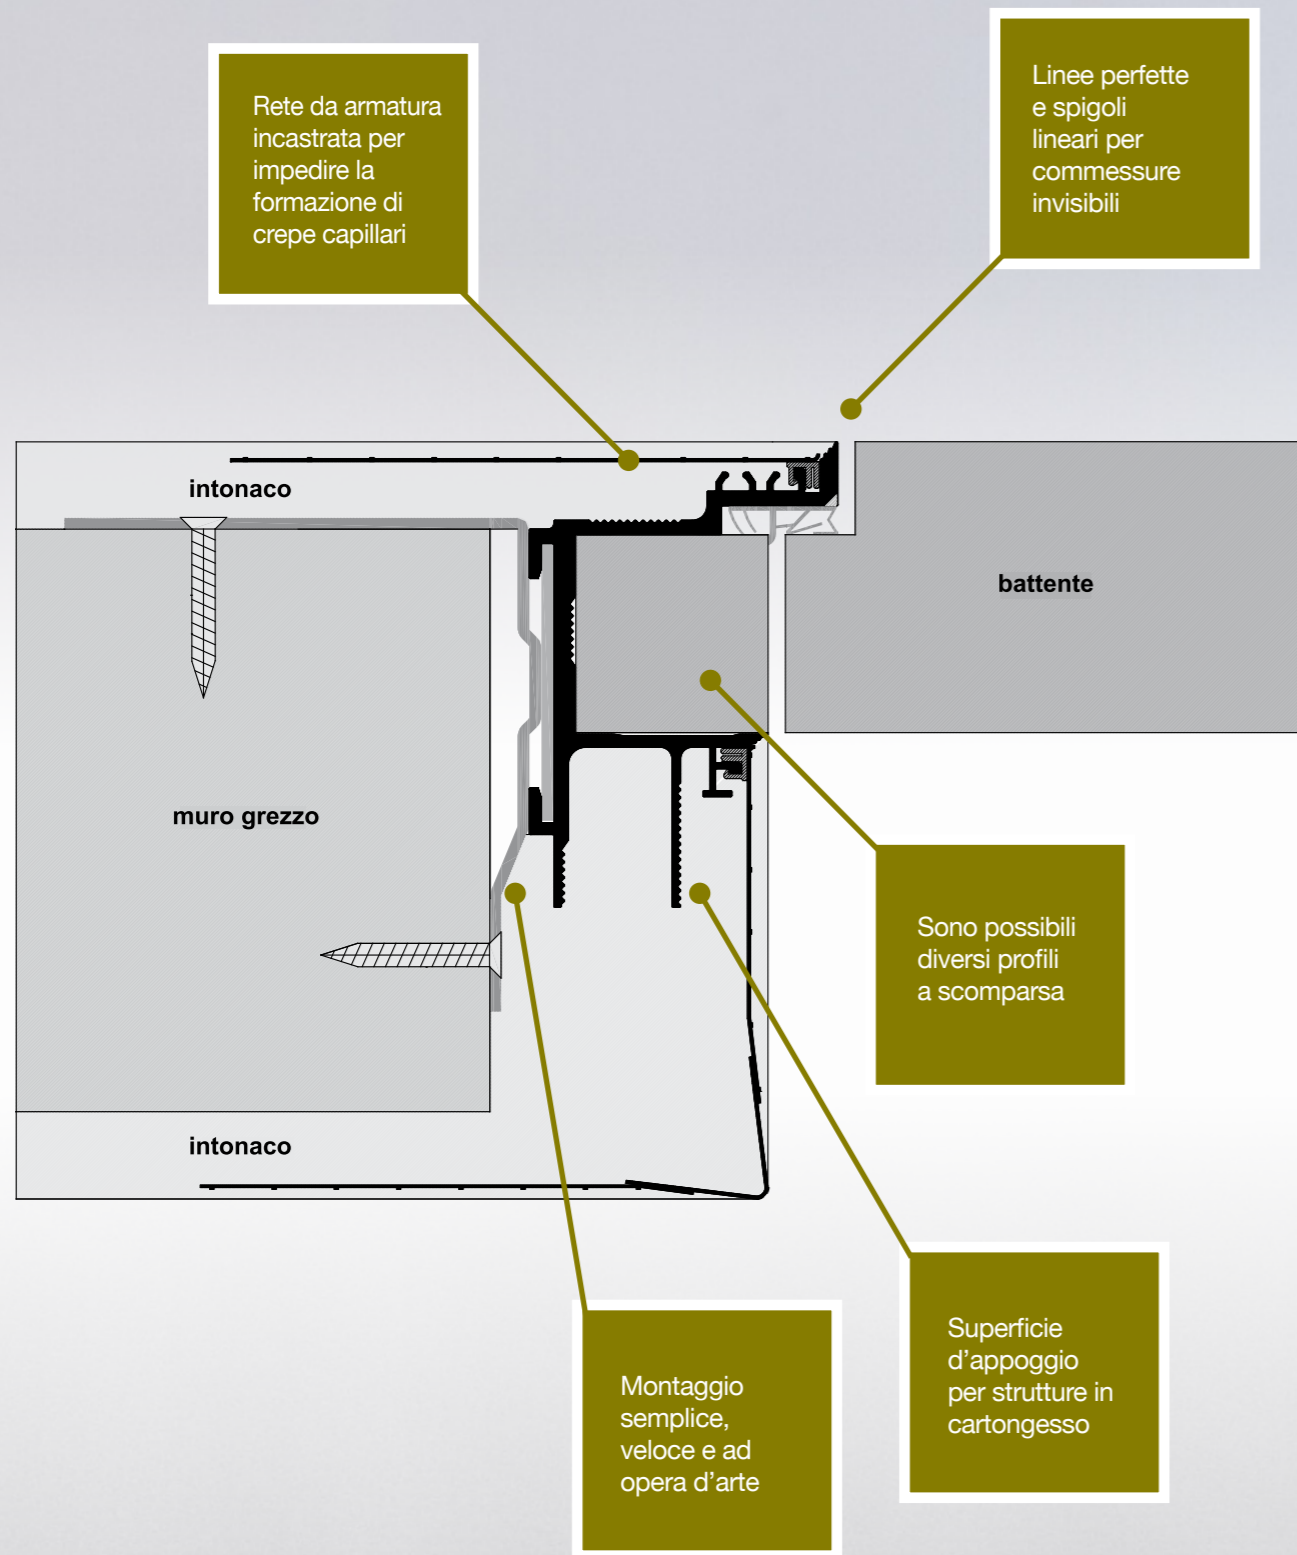 Rete da armatura
incastrata per
impedire la
formazione di
crepe capillari
Linee perfette
e spigoli
lineari per
commessure
invisibili
intonaco
battente
muro grezzo
Sono possibili
diversi profili
a scomparsa
intonaco
Superficie
d’appoggio
per strutture in
cartongesso
Montaggio
semplice,
veloce e ad
opera d’arte